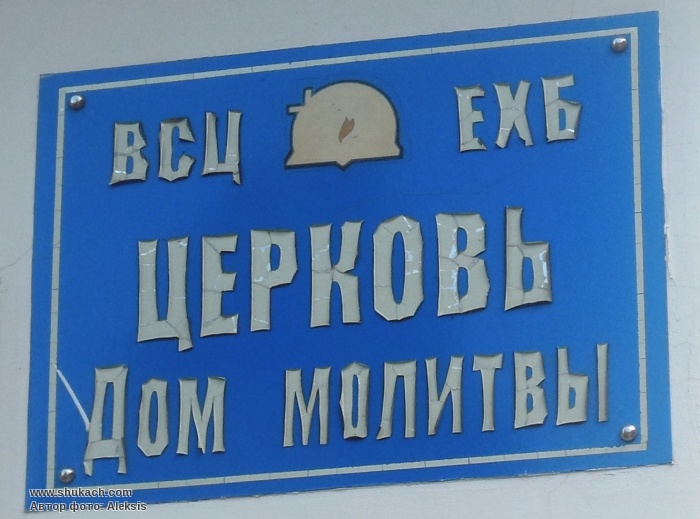 ВСЦ ЕХБ
ЦЕРКОВЬ
ДОМ МОЛИТВЫ
www.shukach.com
Автор фото: Aleksis